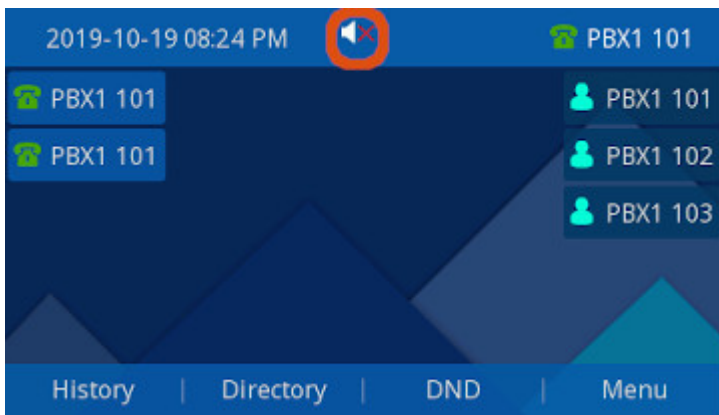 2019-10-19 08:24 PM PBX1 101
PBX1 101 PBX1 101
PBX1 101 PBX1 102
PBX1 103
History | Directory | DND | Menu